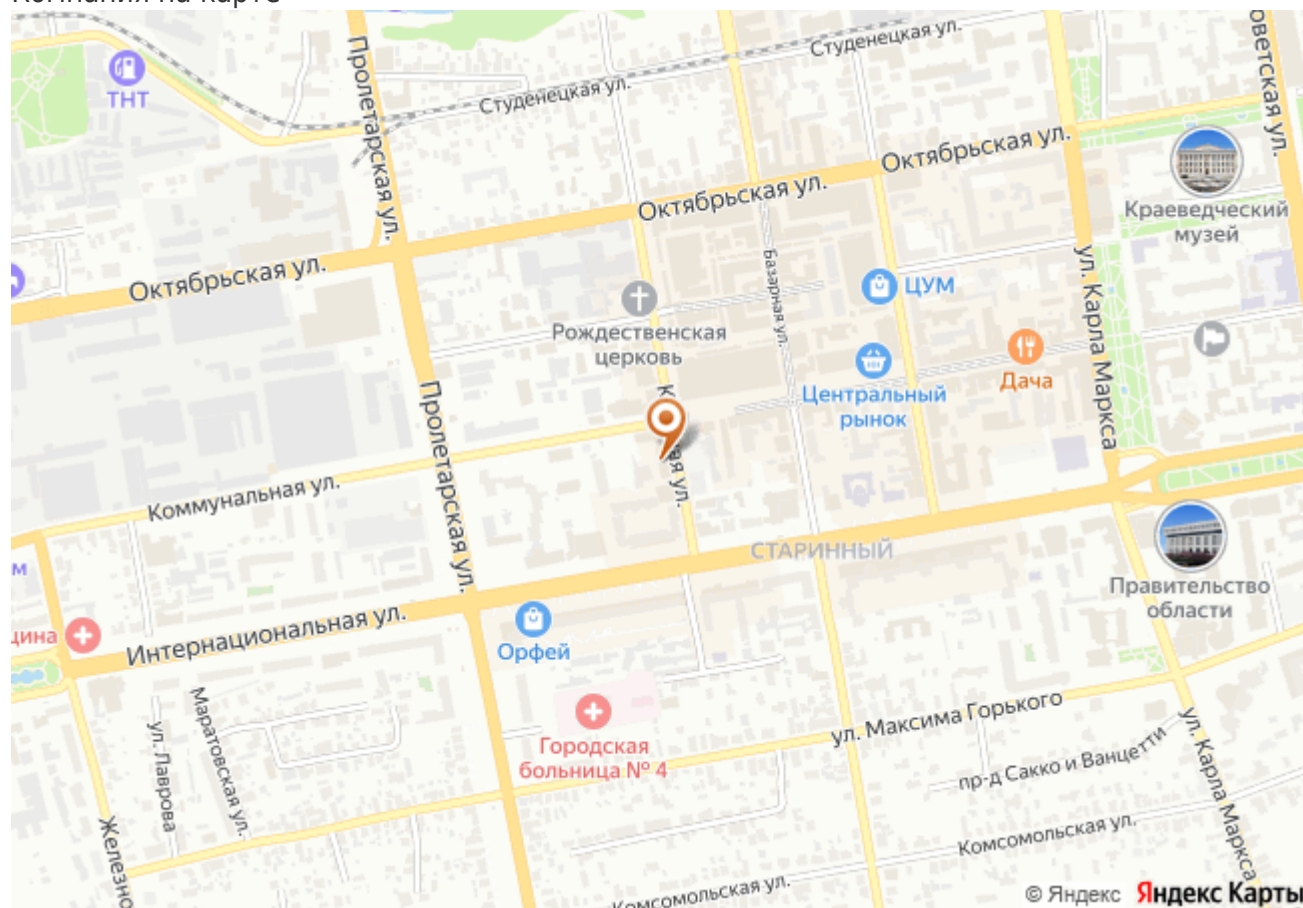 Студенецкая ул.
ТНТ
Студенецкая ул.
Пролетарская ул.
Октябрьская ул.
Октябрьская ул.
Краеведческий
музей
Октябрьская ул.
Базарная ул.
ЦУМ
ул. Карла Маркса
Рождественская
церковь
Дача
Центральный
рынок
Пролетарская ул.
Коммунальная ул.
СТАРИННЫЙ
Правительство
области
Интернациональная ул.
Орфей
ул. Максима Горького
Маратовская ул.
ул. Лаврова
Городская
больница № 4
пр-д Сакко и Ванцетти
ул. Карла Маркса
Комсомольская ул.
Комсомольская ул.
© Яндекс Яндекс Карты